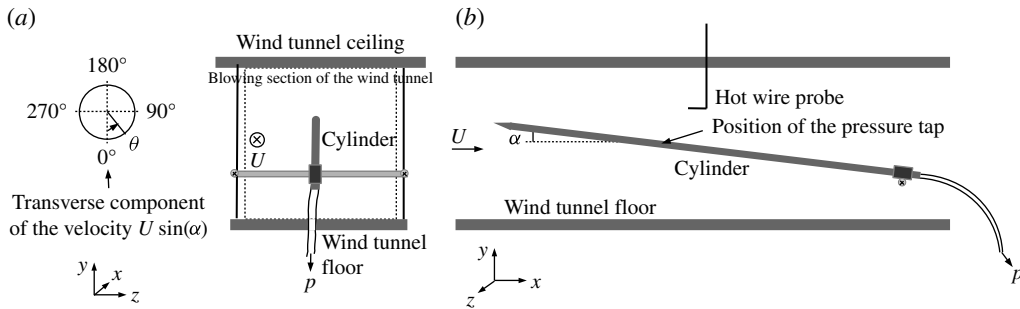 (a)
180°
270°
90°
0°
θ
Transverse component
of the velocity U sin(α)
y
x
z
Wind tunnel ceiling
Blowing section of the wind tunnel
U
Cylinder
Wind tunnel
floor
p
(b)
Hot wire probe
Position of the pressure tap
U
α
Cylinder
Wind tunnel floor
y
x
z
p